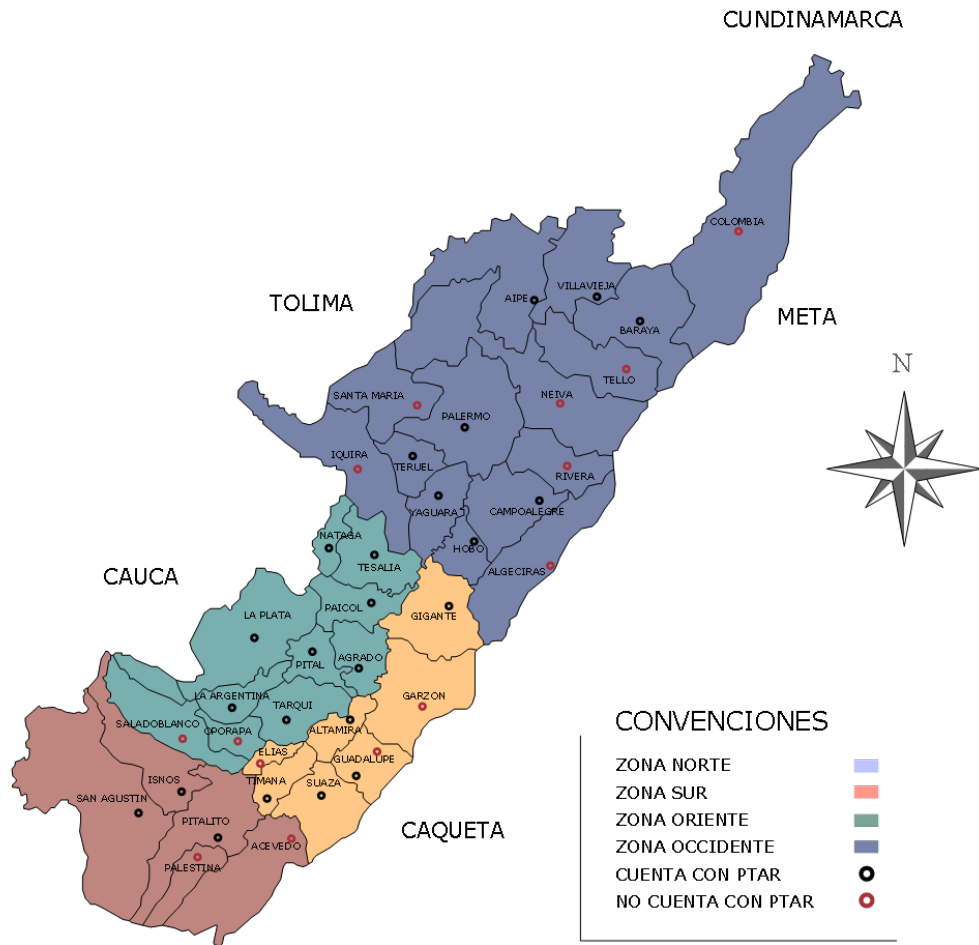 CUNDINAMARCA
COLOMBIA
VILLAVIEJA
AIPE
TOLIMA
META
BARAYA
TELLO
N
SANTA MARIA
NEIVA
PALERMO
IQUIRA
TERUEL
RIVERA
YAGUARA
CAMPOALEGRE
NATAGA
HOBO
TESALIA
ALGECIRAS
CAUCA
PAICOL
LA PLATA
GIGANTE
PITAL
AGRADO
LA ARGENTINA
GARZON
TARQUI
SALADOBLANCO
OPORAPA
ALTAMIRA
CONVENCIONES
ELIAS
GUADALUPE
ZONA NORTE
ISNOS
TIMANA
SUAZA
ZONA SUR
SAN AGUSTIN
PITALITO
ZONA ORIENTE
CAQUETA
ACEVEDO
ZONA OCCIDENTE
PALESTINA
CUENTA CON PTAR
NO CUENTA CON PTAR